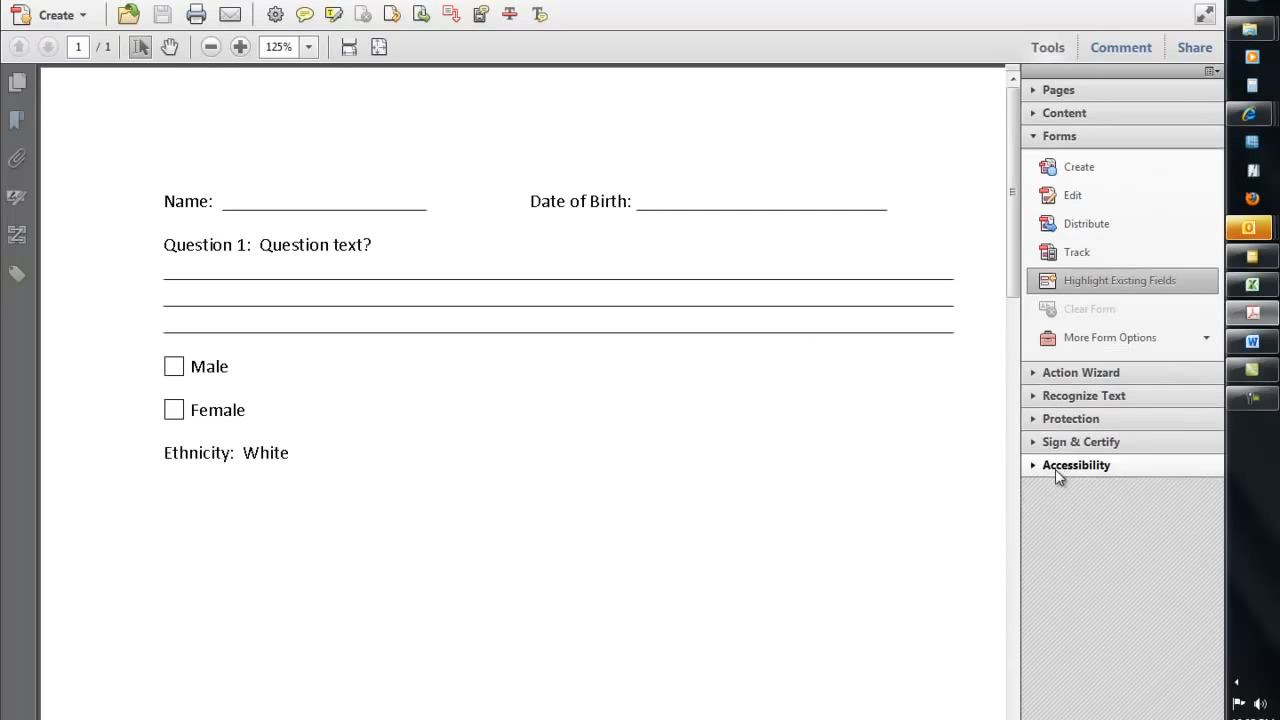 Create
1 / 1
125%
Tools
Comment
Share
Pages
Content
Forms
Create
Edit
Distribute
Track
Highlight Existing Fields
Clear Form
More Form Options
Action Wizard
Recognize Text
Protection
Sign & Certify
Accessibility
Name: ____________________ Date of Birth: ____________________
Question 1: Question text?
Male
Female
Ethnicity: White